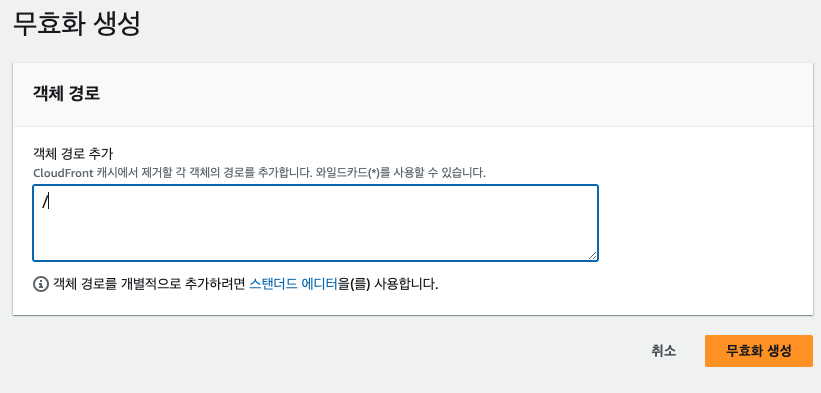 무효화 생성
객체 경로
객체 경로 추가
CloudFront 캐시에서 제거할 각 객체의 경로를 추가합니다. 와일드카드(*)를 사용할 수 있습니다.
/
객체 경로를 개별적으로 추가하려면 스탠더드 에디터을(를) 사용합니다.
취소 무효화 생성